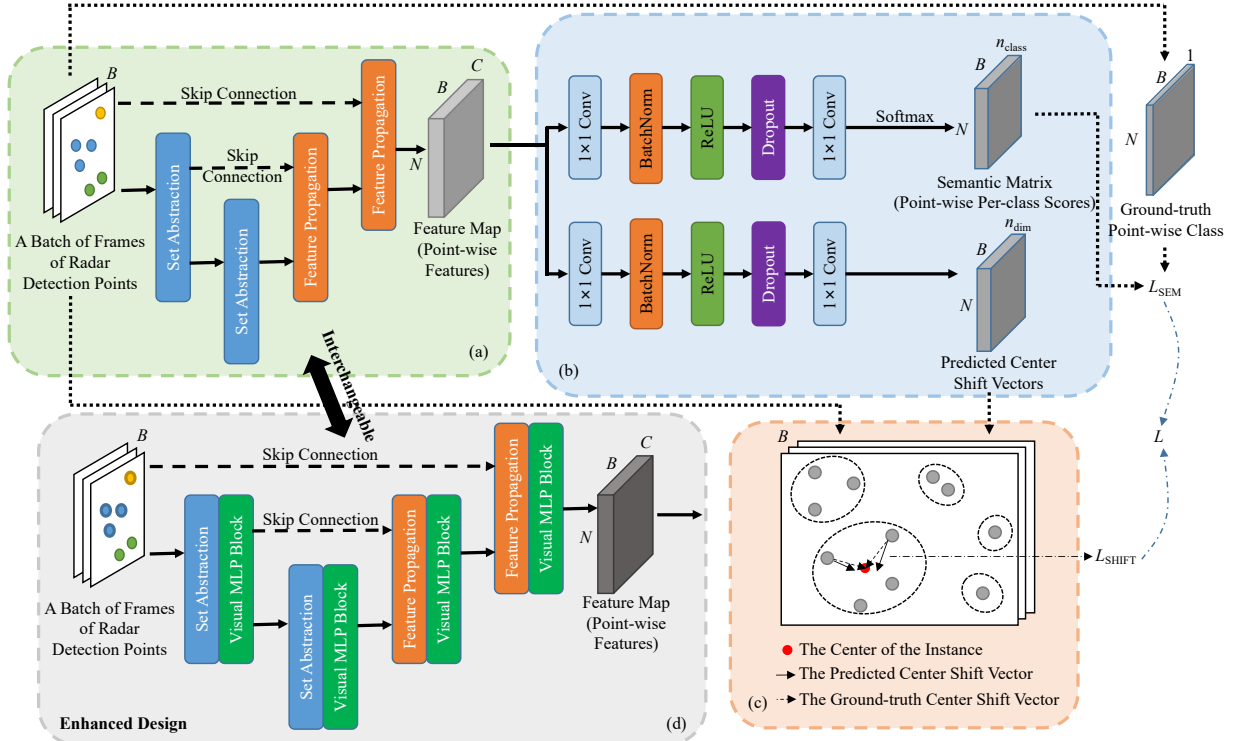 B
Skip Connection
Set Abstraction
Skip
Connection
Set Abstraction
Feature Propagation
Feature Propagation
C
B
N
Feature Map
(Point-wise
Features)
A Batch of Frames
of Radar
Detection Points
(a)
1×1 Conv
BatchNorm
ReLU
Dropout
1×1 Conv
Softmax
n_class
B
N
Semantic Matrix
(Point-wise Per-class Scores)
1×1 Conv
BatchNorm
ReLU
Dropout
1×1 Conv
n_dim
B
N
Predicted Center
Shift Vectors
(b)
1
B
N
Ground-truth
Point-wise Class
L_SEM
L
L_SHIFT
Interchangeable
B
Skip Connection
Set Abstraction
Visual MLP Block
Skip Connection
Set Abstraction
Visual MLP Block
Feature Propagation
Visual MLP Block
Feature Propagation
Visual MLP Block
C
B
N
Feature Map
(Point-wise
Features)
A Batch of Frames
of Radar
Detection Points
Enhanced Design
(d)
B
The Center of the Instance
The Predicted Center Shift Vector
The Ground-truth Center Shift Vector
(c)